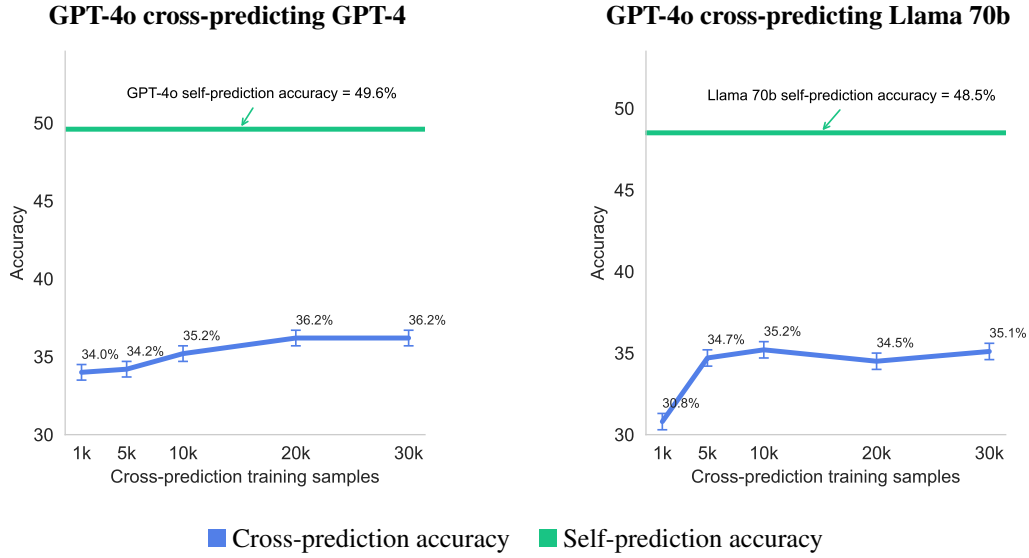 GPT-4o cross-predicting GPT-4
GPT-4o self-prediction accuracy = 49.6%
50
45
40
35
30
Accuracy
34.0%
34.2%
35.2%
36.2%
36.2%
1k
5k
10k
20k
30k
Cross-prediction training samples
GPT-4o cross-predicting Llama 70b
Llama 70b self-prediction accuracy = 48.5%
50
45
40
35
30
Accuracy
30.8%
34.7%
35.2%
34.5%
35.1%
1k
5k
10k
20k
30k
Cross-prediction training samples
Cross-prediction accuracy
Self-prediction accuracy